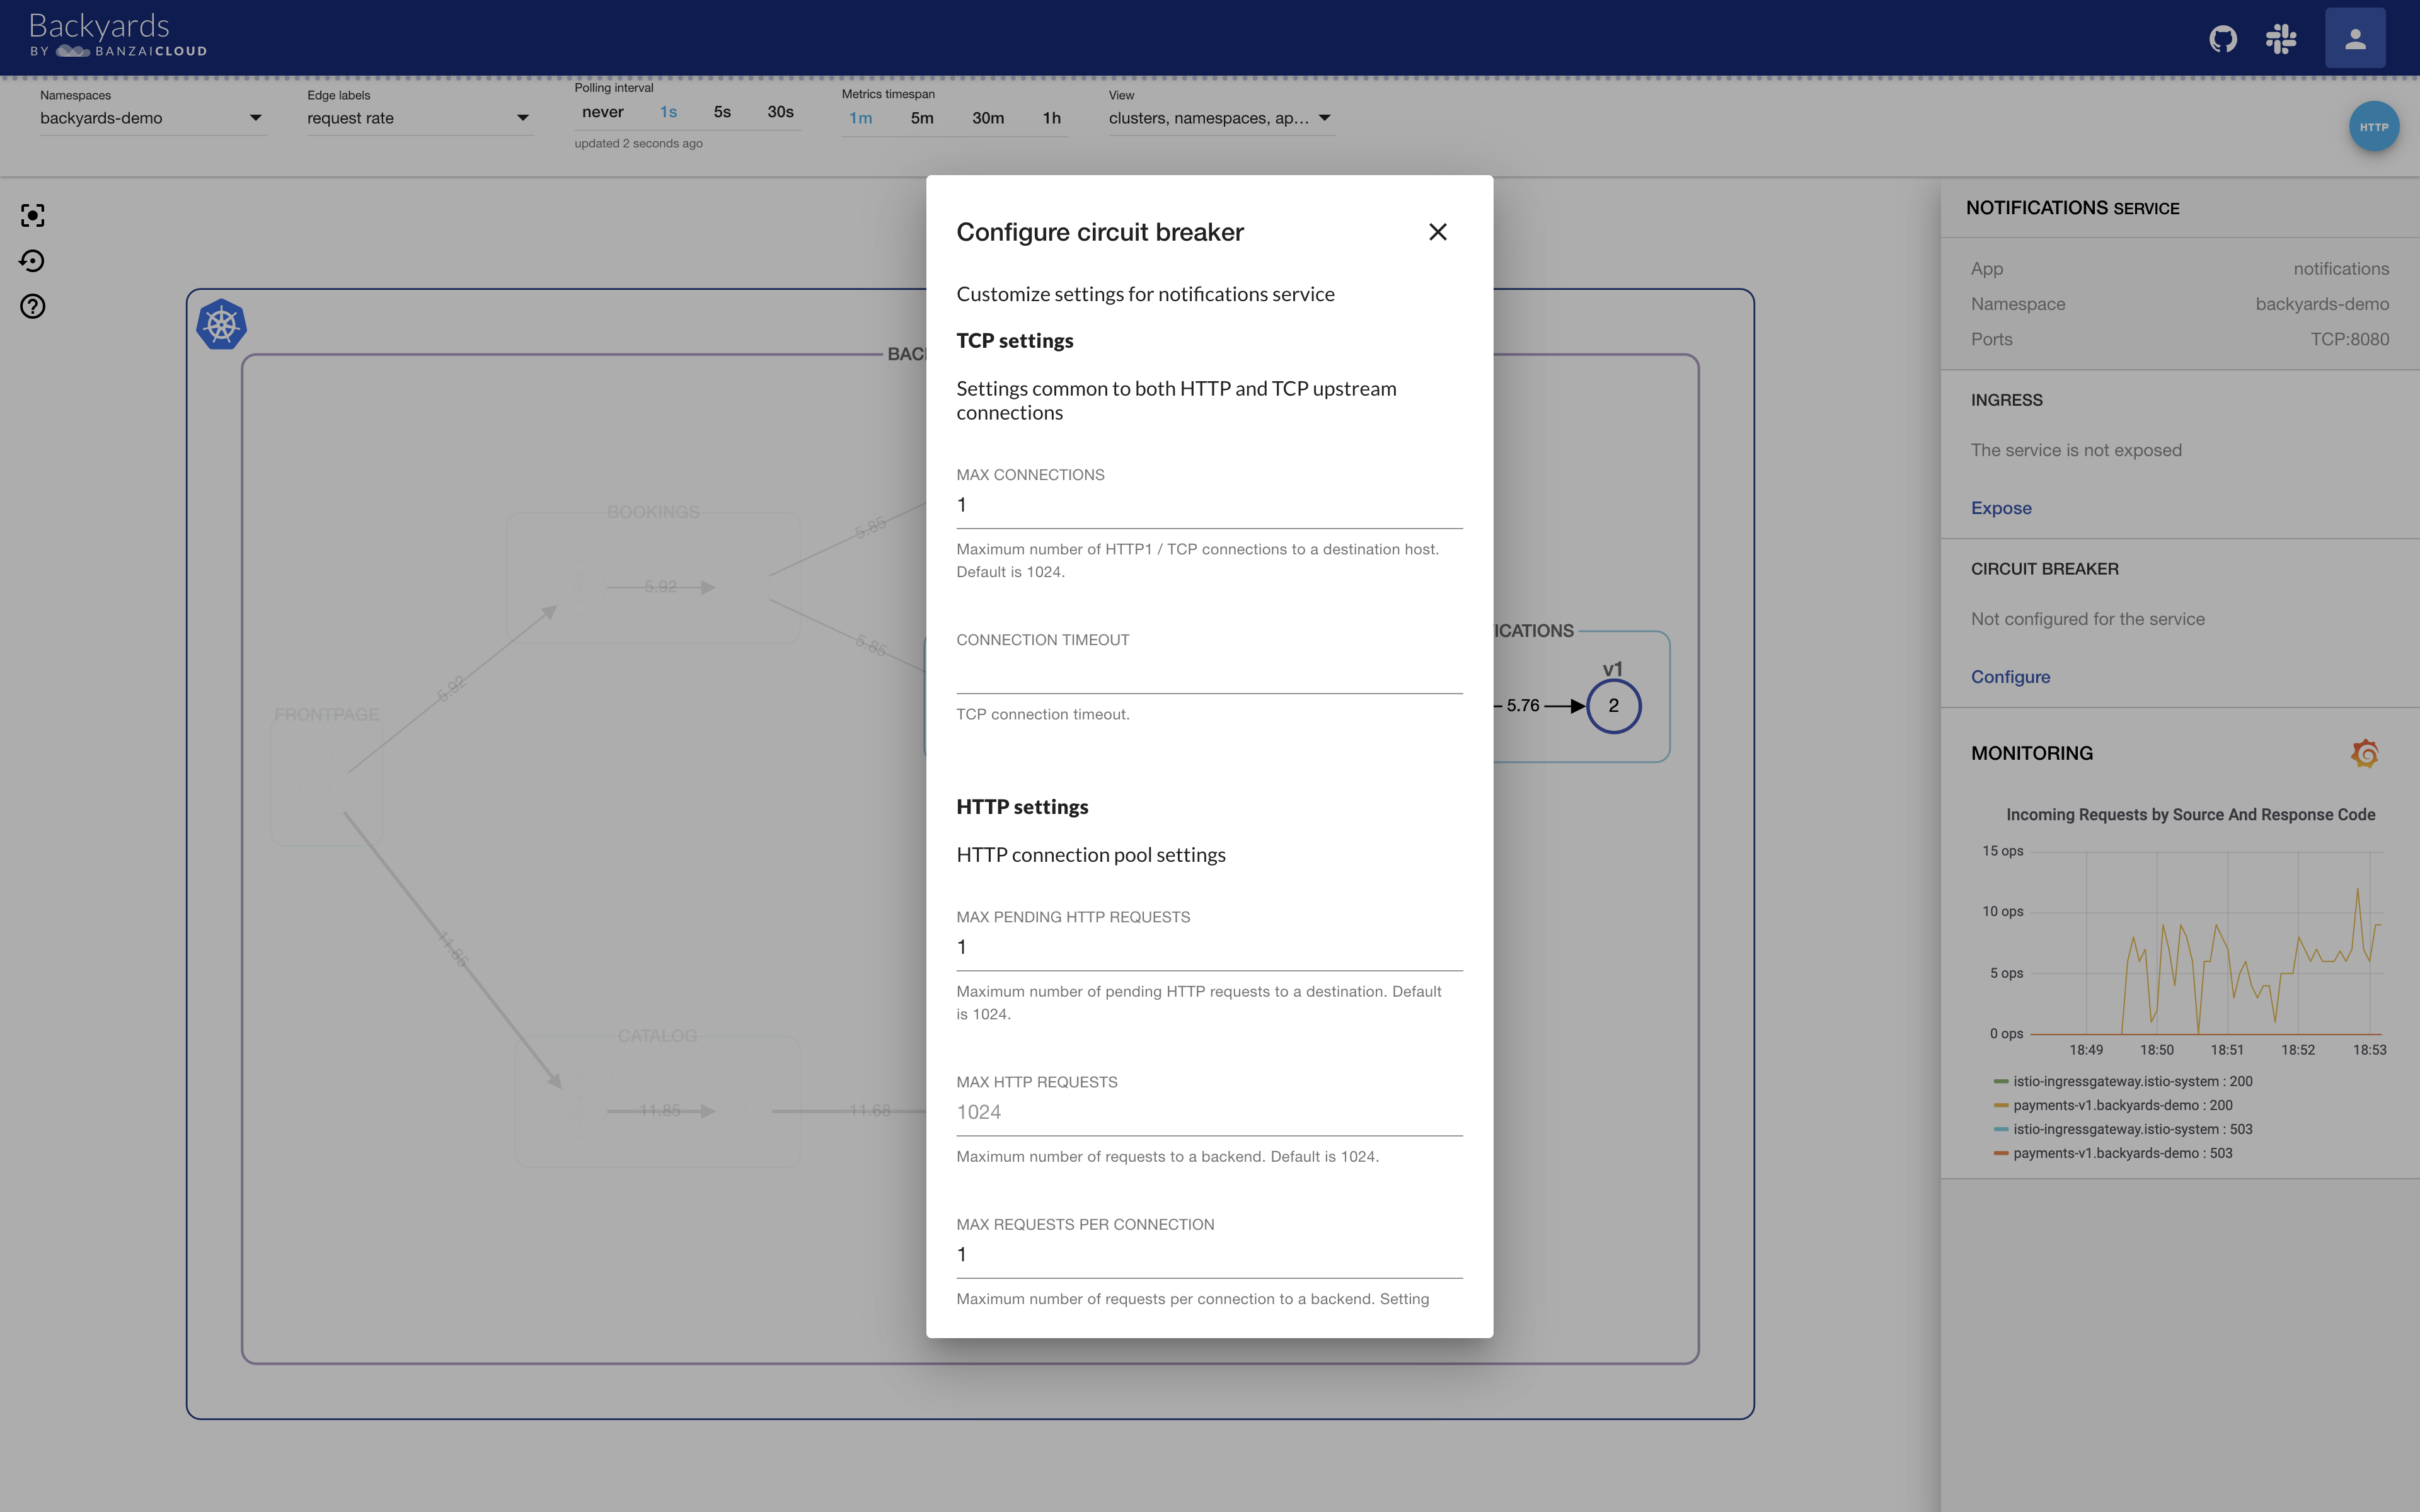 Backyards
BY BANZAICLOUD
Namespaces
backyards-demo
Edge labels
request rate
Polling interval
never 1s 5s 30s
updated 2 seconds ago
Metrics timespan
1m 5m 30m 1h
View
clusters, namespaces, ap...
HTTP
BAC
BOOKINGS
5.92
5.85
5.85
5.92
FRONTPAGE
11.85
CATALOG
11.85
11.68
ICATIONS
v1
5.76
2
Configure circuit breaker
Customize settings for notifications service
TCP settings
Settings common to both HTTP and TCP upstream
connections
MAX CONNECTIONS
1
Maximum number of HTTP1 / TCP connections to a destination host.
Default is 1024.
CONNECTION TIMEOUT
TCP connection timeout.
HTTP settings
HTTP connection pool settings
MAX PENDING HTTP REQUESTS
1
Maximum number of pending HTTP requests to a destination. Default
is 1024.
MAX HTTP REQUESTS
1024
Maximum number of requests to a backend. Default is 1024.
MAX REQUESTS PER CONNECTION
1
Maximum number of requests per connection to a backend. Setting
NOTIFICATIONS SERVICE
App notifications
Namespace backyards-demo
Ports TCP:8080
INGRESS
The service is not exposed
Expose
CIRCUIT BREAKER
Not configured for the service
Configure
MONITORING
Incoming Requests by Source And Response Code
15 ops
10 ops
5 ops
0 ops
18:49 18:50 18:51 18:52 18:53
istio-ingressgateway.istio-system : 200
payments-v1.backyards-demo : 200
istio-ingressgateway.istio-system : 503
payments-v1.backyards-demo : 503